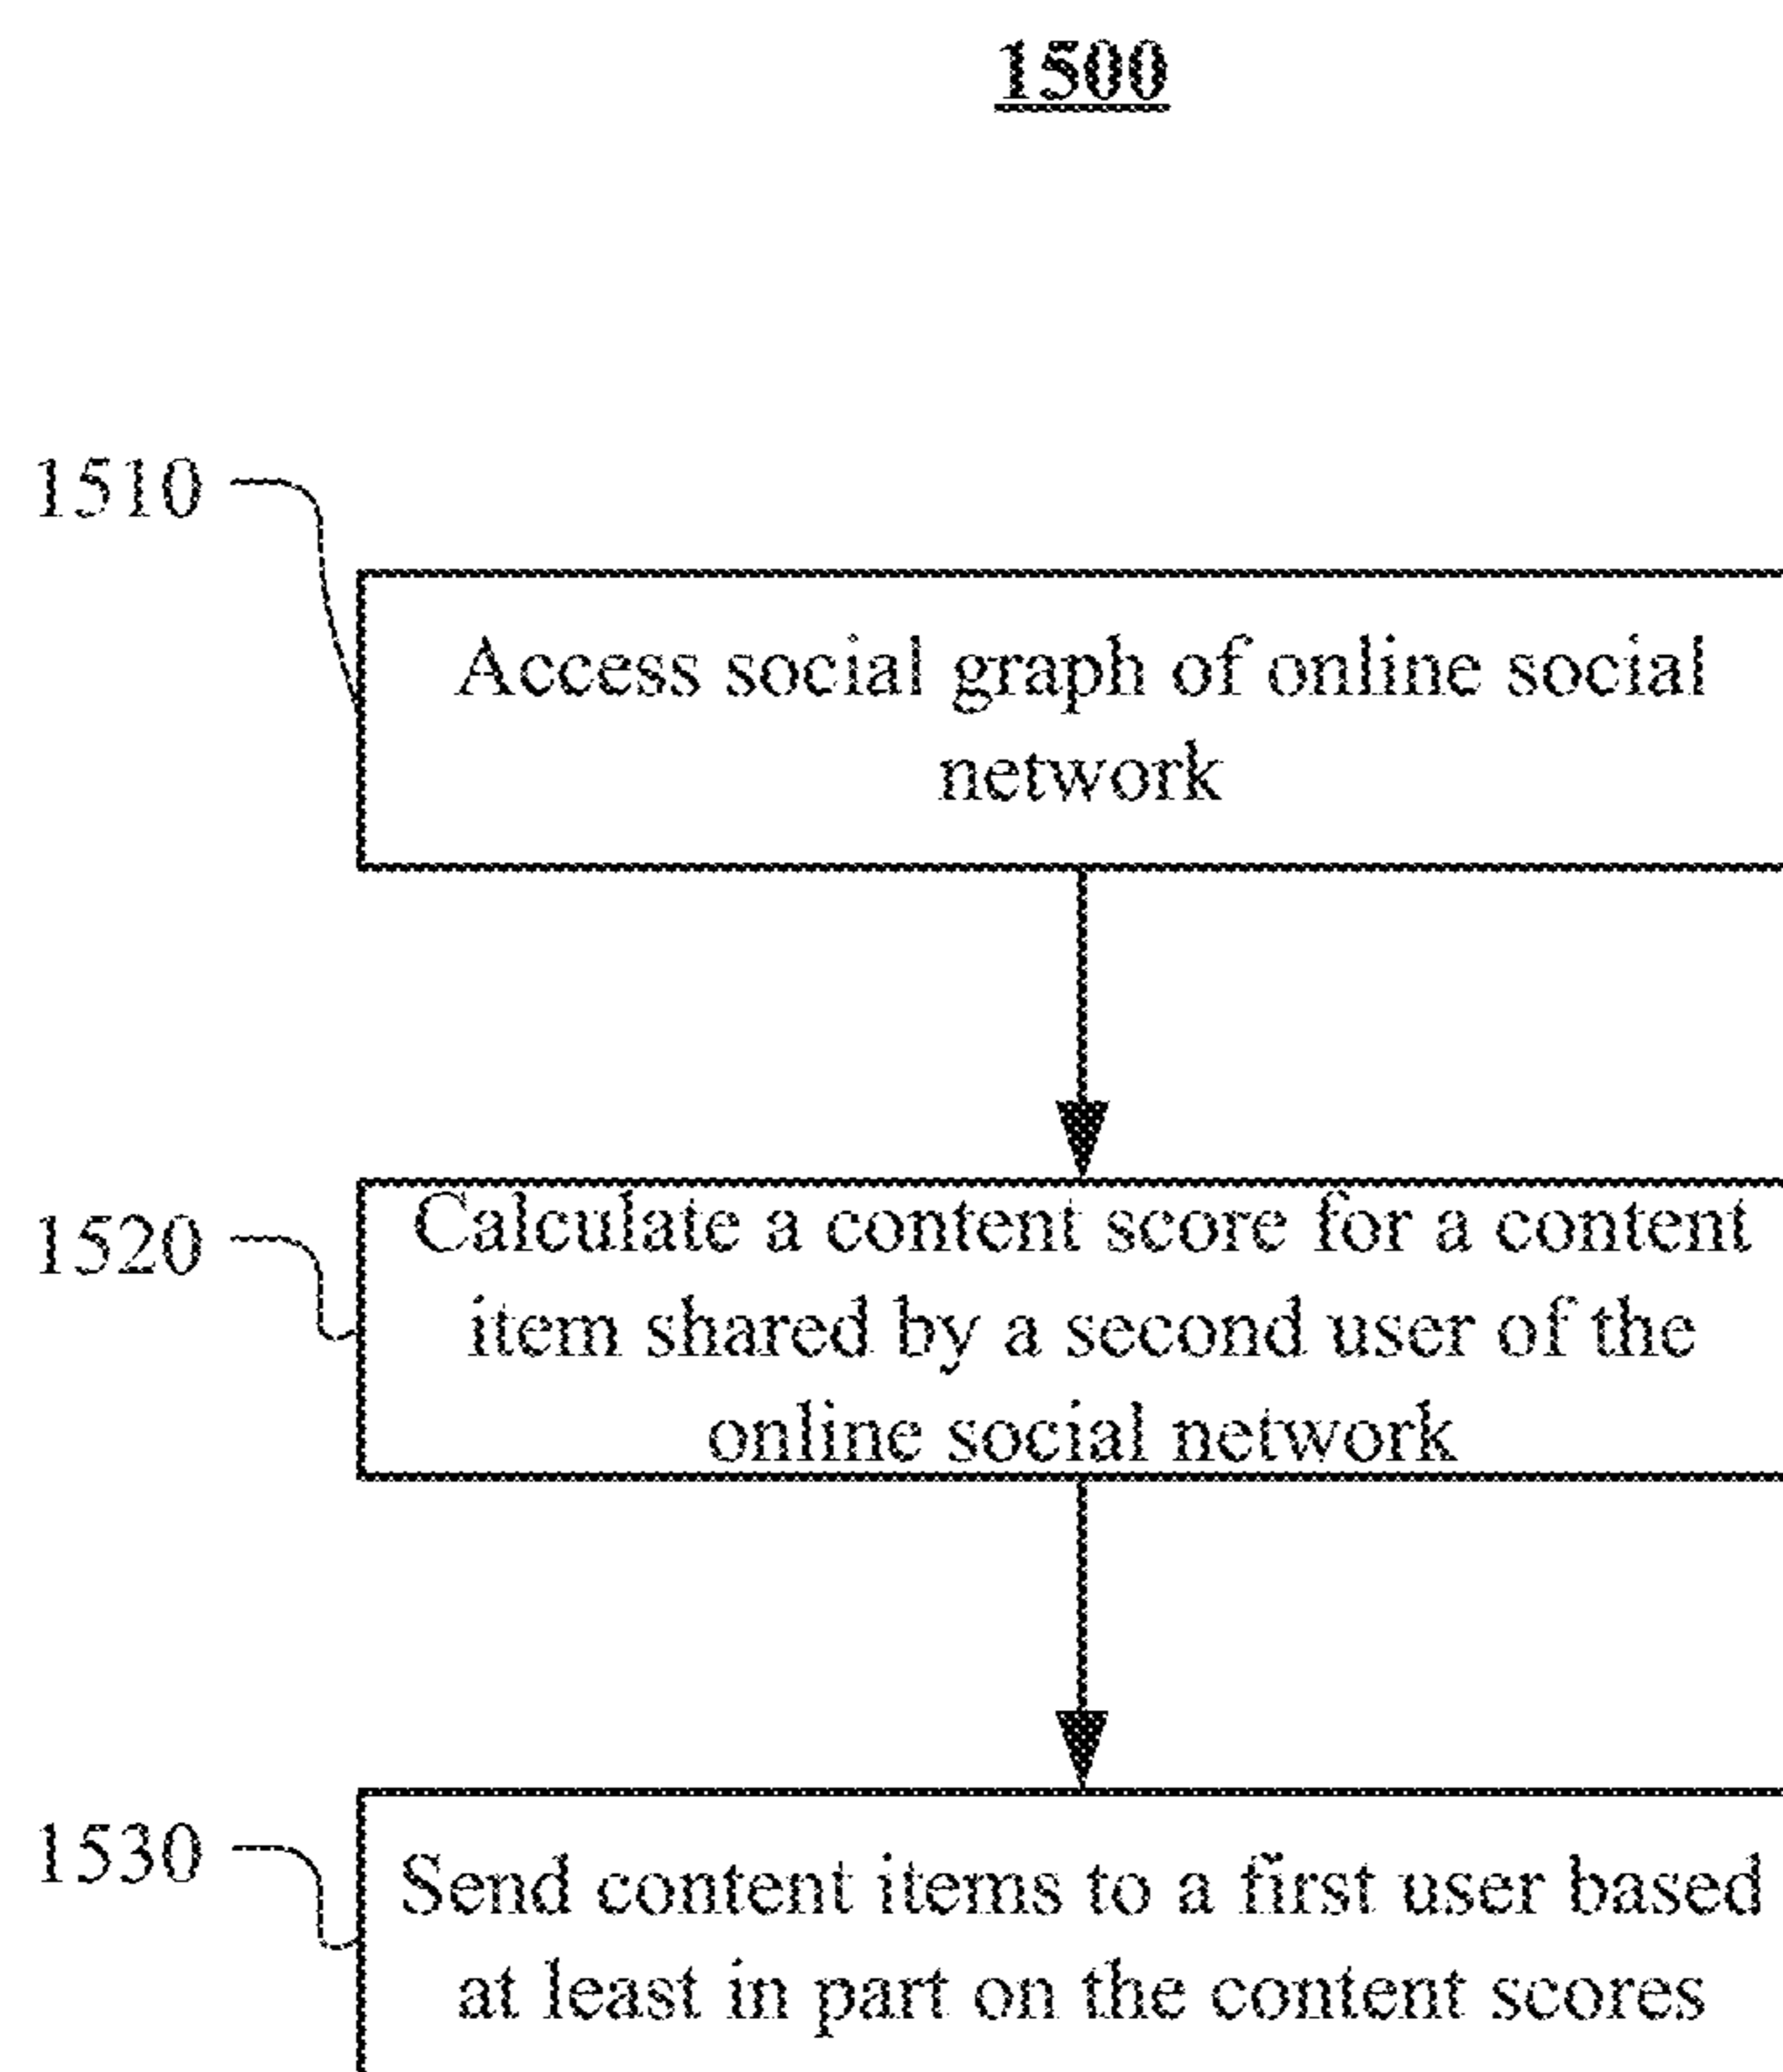 1500
1510
Access social graph of online social
network
1520
Calculate a content score for a content
item shared by a second user of the
online social network
1530
Send content items to a first user based
at least in part on the content scores